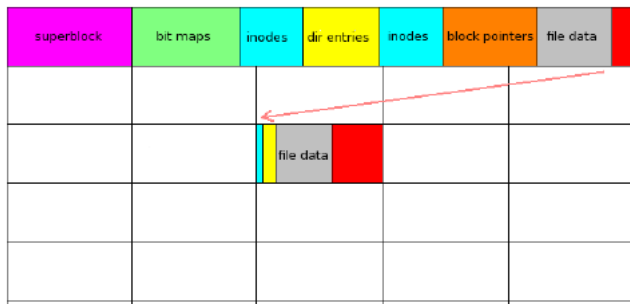 superblock
bit maps
inodes
dir entries
inodes
block pointers
file data
file data